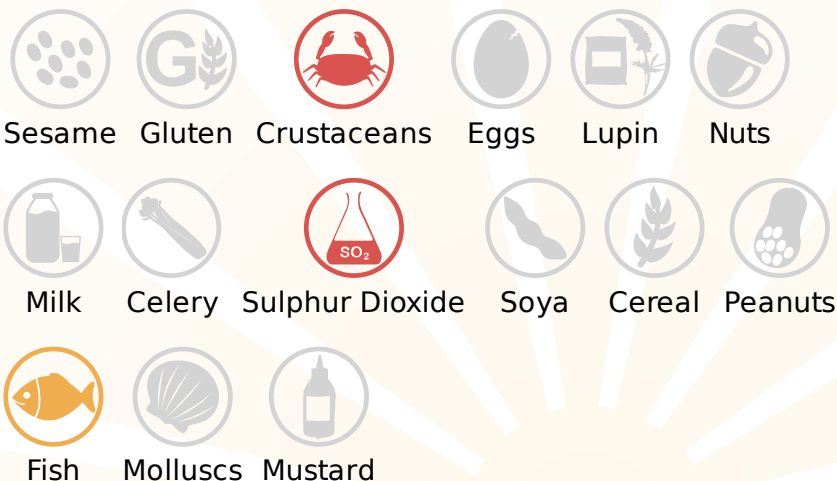 G
Sesame Gluten Crustaceans Eggs Lupin Nuts
SO₂
Milk Celery Sulphur Dioxide Soya Cereal Peanuts
Fish Molluscs Mustard